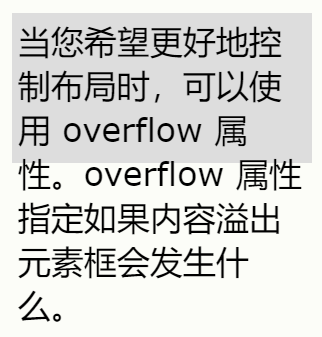 当您希望更好地控
制布局时，可以使
用 overflow 属
性。overflow 属性
指定如果内容溢出
元素框会发生什
么。